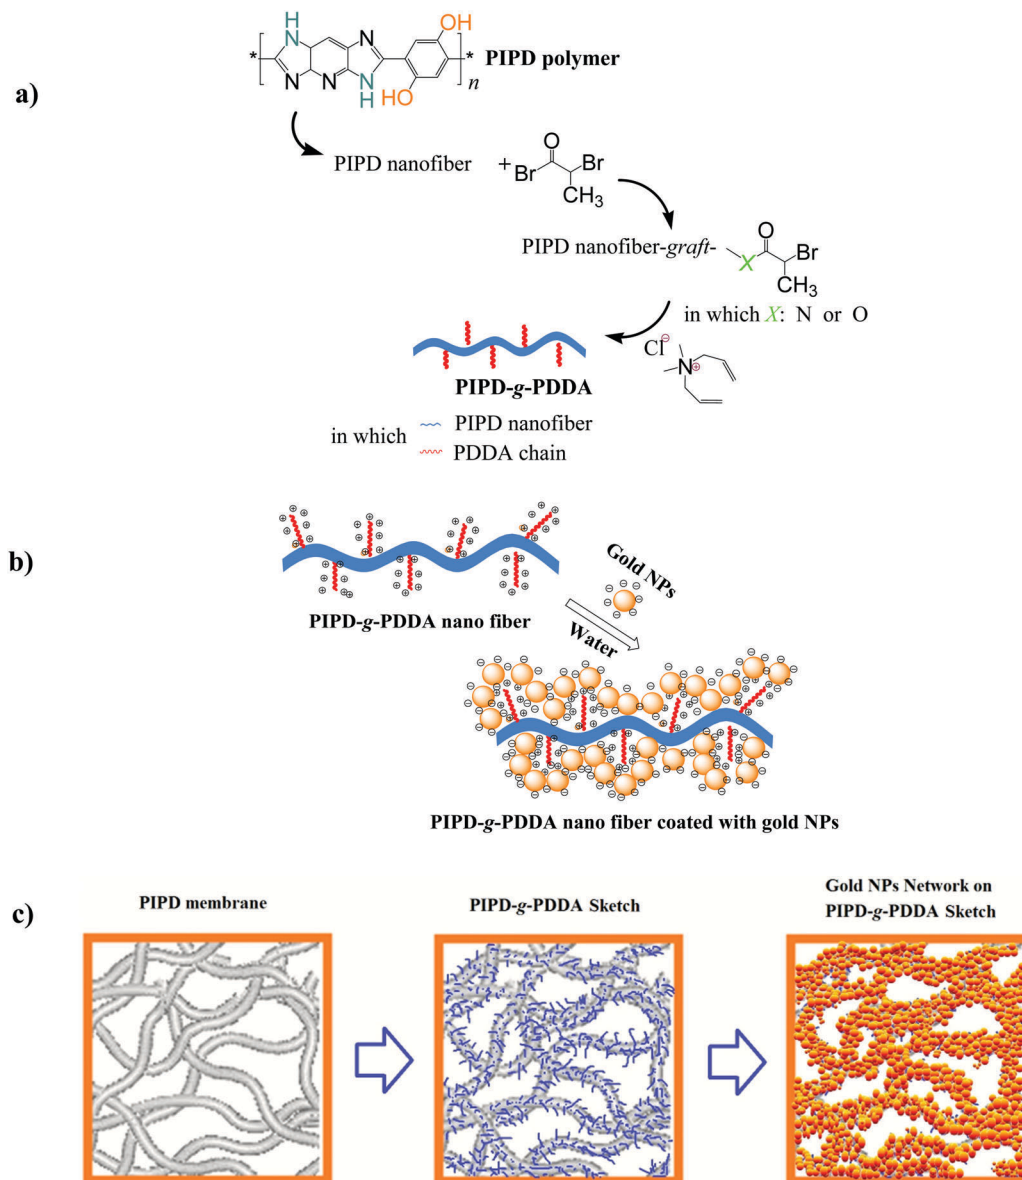 a)
H
N
N
OH
*
*
PIPD polymer
N
N
N
H
HO
n
PIPD nanofiber
+
O
Br
Br
CH3
PIPD nanofiber-graft-
O
X
Br
CH3
in which X: N or O
Cl⊖
N
⊕
PIPD-g-PDDA
in which
PIPD nanofiber
PDDA chain
b)
Gold NPs
PIPD-g-PDDA nano fiber
Water
PIPD-g-PDDA nano fiber coated with gold NPs
c)
PIPD membrane
PIPD-g-PDDA Sketch
Gold NPs Network on
PIPD-g-PDDA Sketch